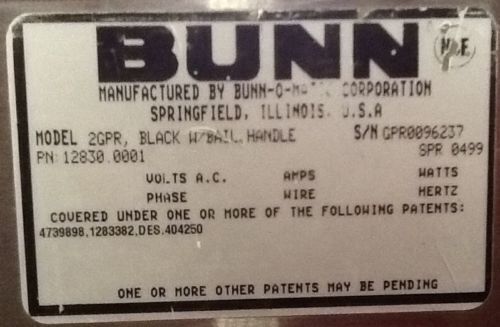 BUNN
MANUFACTURED BY BUNN-O-MATIC CORPORATION
SPRINGFIELD, ILLINOIS. U.S.A
MODEL 2GPR, BLACK W/BAIL HANDLE S/N GPR0096237
PN: 12830.0001 SPR 0499
VOLTS A.C. AMPS WATTS
PHASE WIRE HERTZ
COVERED UNDER ONE OR MORE OF THE FOLLOWING PATENTS:
4739898,1283382,DES.404250
ONE OR MORE OTHER PATENTS MAY BE PENDING